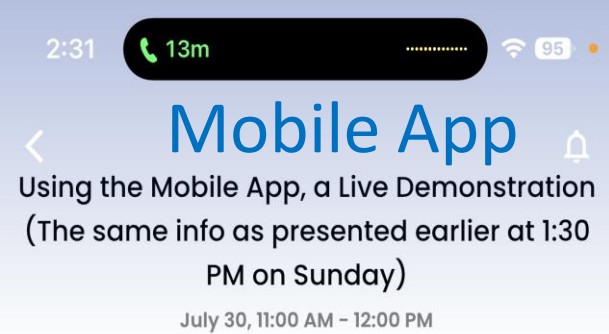 2:31 13m 95
Mobile App
Using the Mobile App, a Live Demonstration
(The same info as presented earlier at 1:30
PM on Sunday)
July 30, 11:00 AM - 12:00 PM